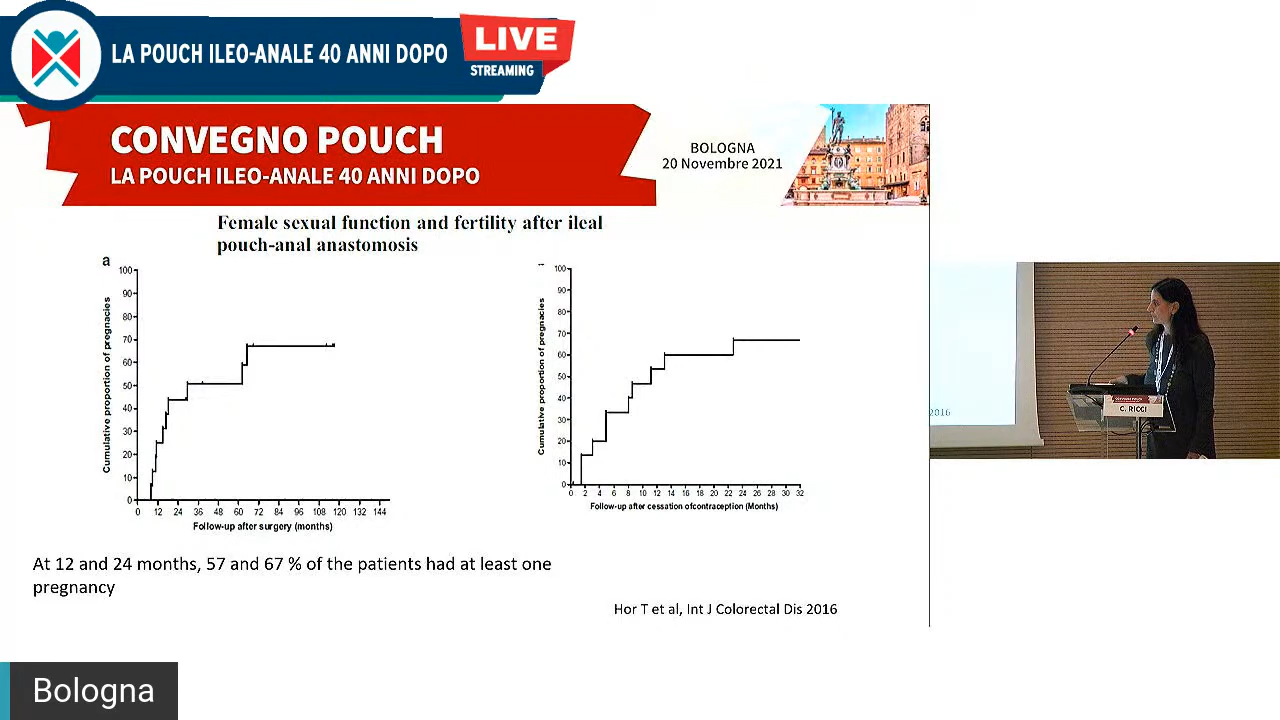 LA POUCH ILEO-ANALE 40 ANNI DOPO
LIVE
STREAMING
CONVEGNO POUCH
LA POUCH ILEO-ANALE 40 ANNI DOPO
BOLOGNA
20 Novembre 2021
Female sexual function and fertility after ileal
pouch-anal anastomosis
a
Cumulative proportion of pregnacies
100
90
80
70
60
50
40
30
20
10
0
0 12 24 36 48 60 72 84 96 108 120 132 144
Follow-up after surgery (months)
Cumulative proportion of pregnacies
100
90
80
70
60
50
40
30
20
10
0
0 2 4 6 8 10 12 14 16 18 20 22 24 26 28 30 32
Follow-up after cessation ofcontraception (Months)
At 12 and 24 months, 57 and 67 % of the patients had at least one
pregnancy
Hor T et al, Int J Colorectal Dis 2016
2016
CONVEGNO POUCH
C. RICCI
Bologna